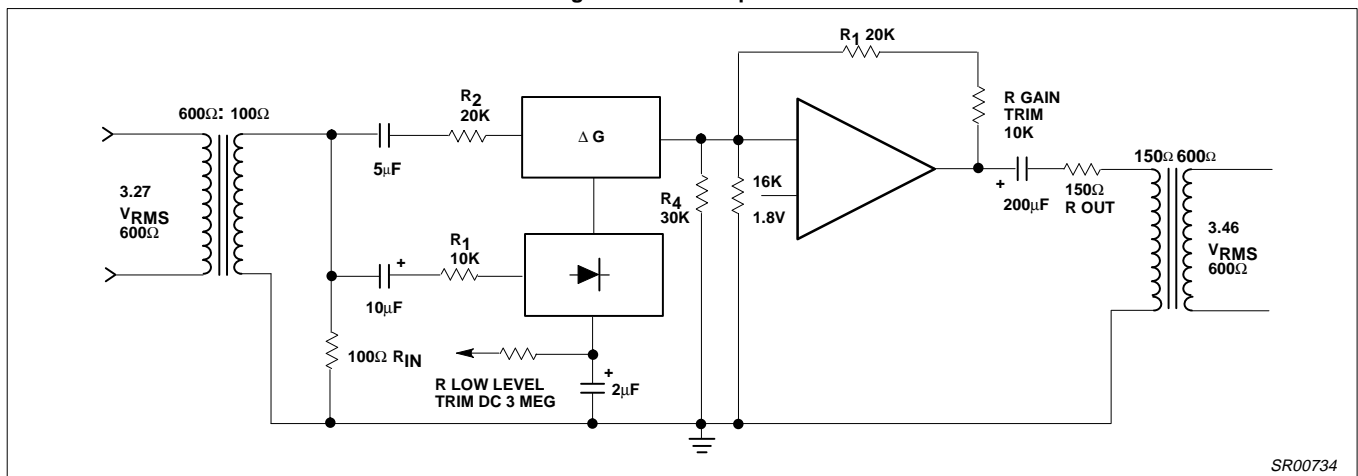 R1 20K
600Ω: 100Ω
R2
20K
Δ G
R GAIN
TRIM
10K
150Ω 600Ω
5µF
3.27
VRMS
600Ω
16K
1.8V
R4
30K
+
200µF
150Ω
R OUT
3.46
VRMS
600Ω
R1
10K
+
10µF
100Ω RIN
R LOW LEVEL
TRIM DC 3 MEG
+
2µF
SR00734